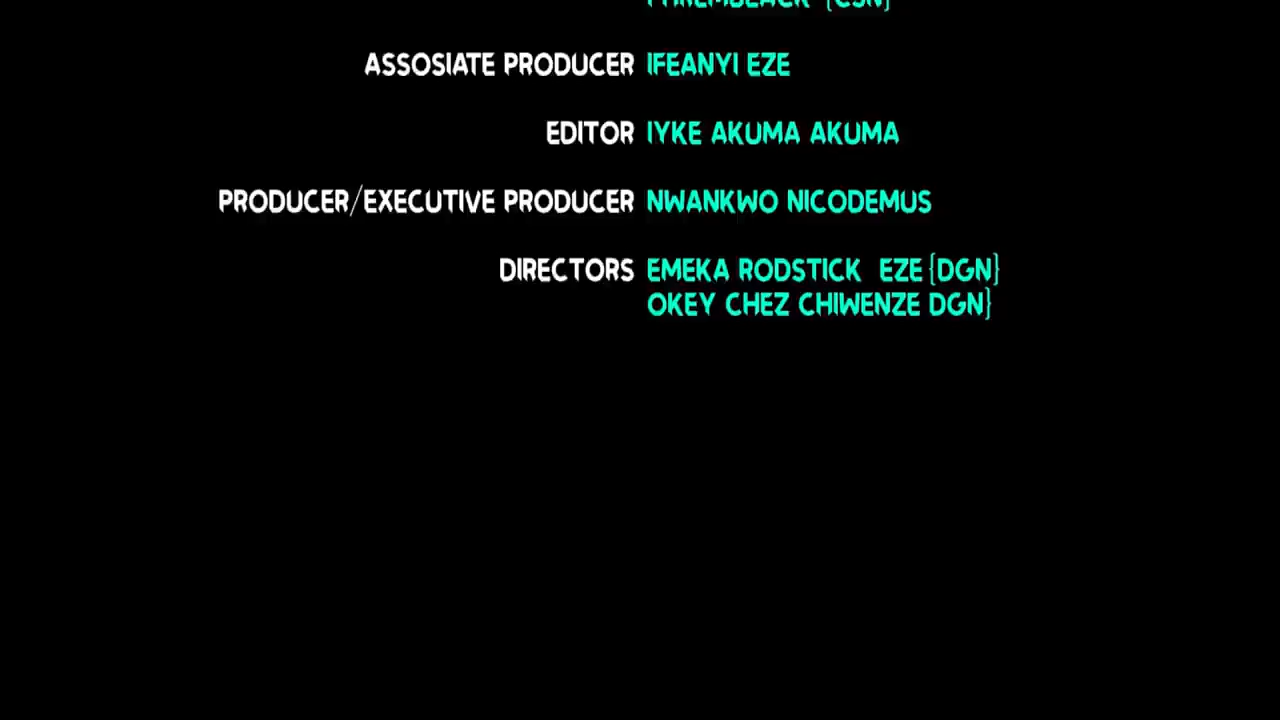 ASSOSIATE PRODUCER IFEANYI EZE
EDITOR IYKE AKUMA AKUMA
PRODUCER/EXECUTIVE PRODUCER NWANKWO NICODEMUS
DIRECTORS EMEKA RODSTICK EZE {DGN}
OKEY CHEZ CHIWENZE DGN}